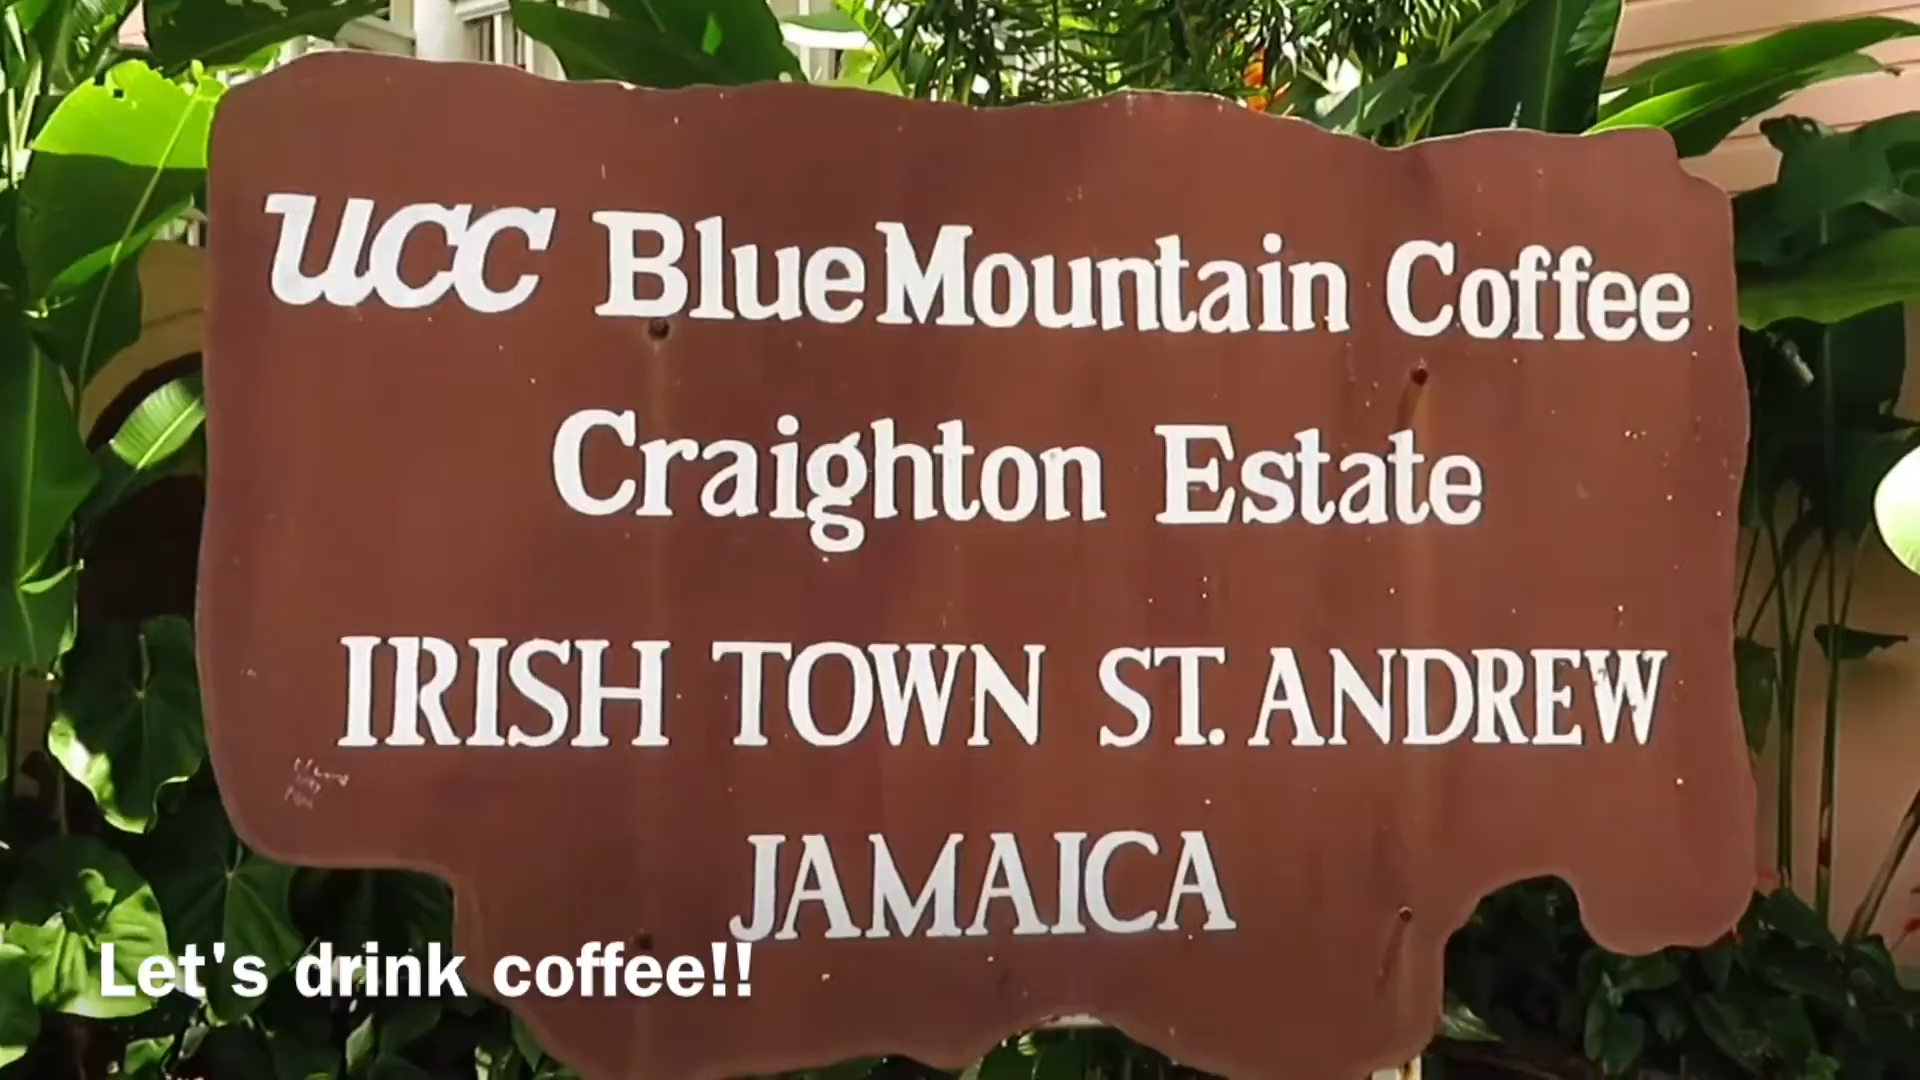 UCC Blue Mountain Coffee
Craighton Estate
IRISH TOWN ST. ANDREW
JAMAICA
Let's drink coffee!!